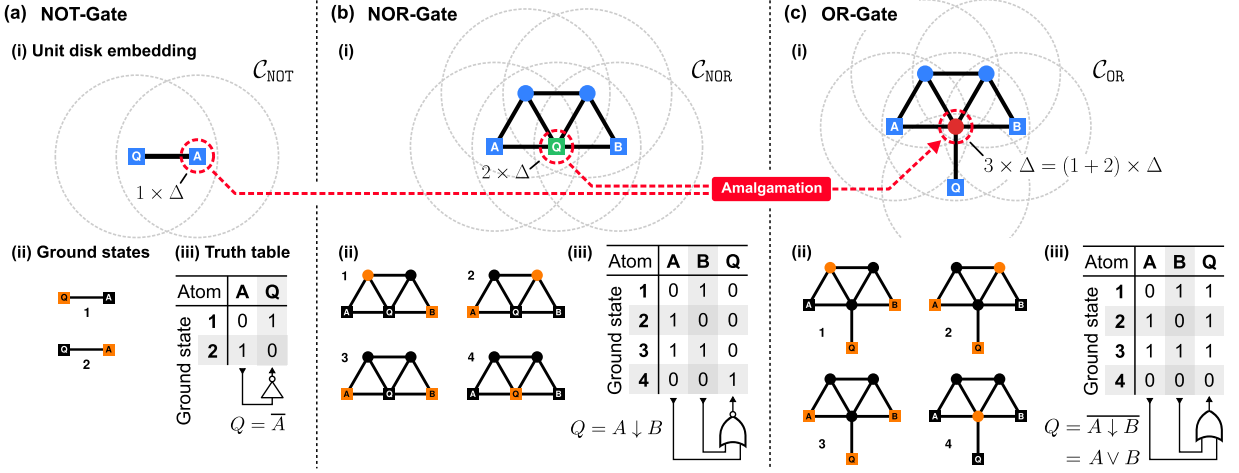 (a) NOT-Gate
(i) Unit disk embedding
C_NOT
Q A
1 × Δ
(ii) Ground states
Q A
1
Q A
2
(iii) Truth table
Atom A Q
Ground state
1 0 1
2 1 0
Q = A̅
(b) NOR-Gate
(i)
C_NOR
A Q B
2 × Δ
Amalgamation
(ii)
1
A Q B
2
A Q B
3
A Q B
4
A Q B
(iii)
Atom A B Q
Ground state
1 0 1 0
2 1 0 0
3 1 1 0
4 0 0 1
Q = A ↓ B
(c) OR-Gate
(i)
C_OR
A B
3 × Δ = (1 + 2) × Δ
Q
(ii)
A B
1
Q
A B
2
Q
A B
3
Q
A B
4
Q
(iii)
Atom A B Q
Ground state
1 0 1 1
2 1 0 1
3 1 1 1
4 0 0 0
Q = \overline{A ↓ B}
= A ∨ B